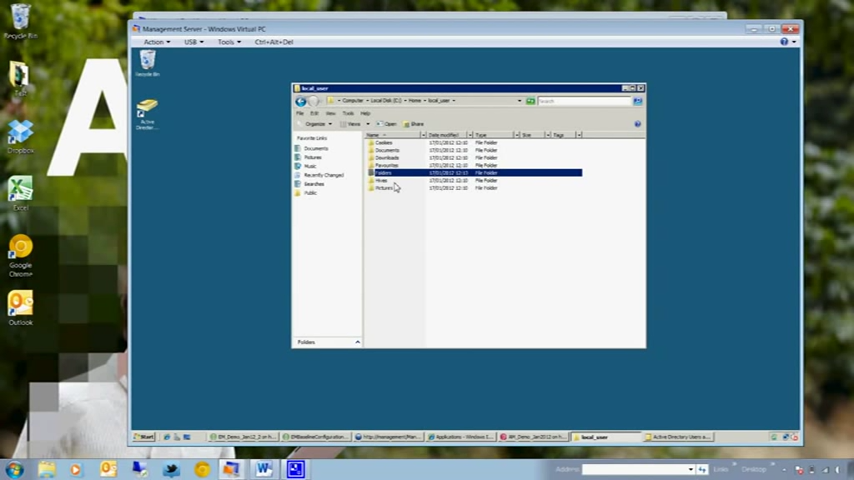 Recycle Bin
Test
Dropbox
Excel
Google
Chrome
Outlook
A
Management Server - Windows Virtual PC
Action USB Tools Ctrl+Alt+Del
Recycle Bin
Active
Director...
local_user
Computer Local Disk (C:) Home local_user
Search
File Edit View Tools Help
Organize Views Open Share
Favorite Links
Documents
Pictures
Music
Recently Changed
Searches
Public
Folders
Name Date modified Type Size Tags
Cookies 17/01/2012 12:10 File Folder
Documents 17/01/2012 12:10 File Folder
Downloads 17/01/2012 12:10 File Folder
Favourites 17/01/2012 12:10 File Folder
Folders 17/01/2012 12:13 File Folder
Hives 17/01/2012 12:10 File Folder
Pictures 17/01/2012 12:10 File Folder
Start EM_Demo_Jan12_3 on h... EMBaselineConfiguration... http://management/Man... Applications - Windows S... AM_Demo_Jan2012 on h... local_user Active Directory Users a...
Address Links Desktop